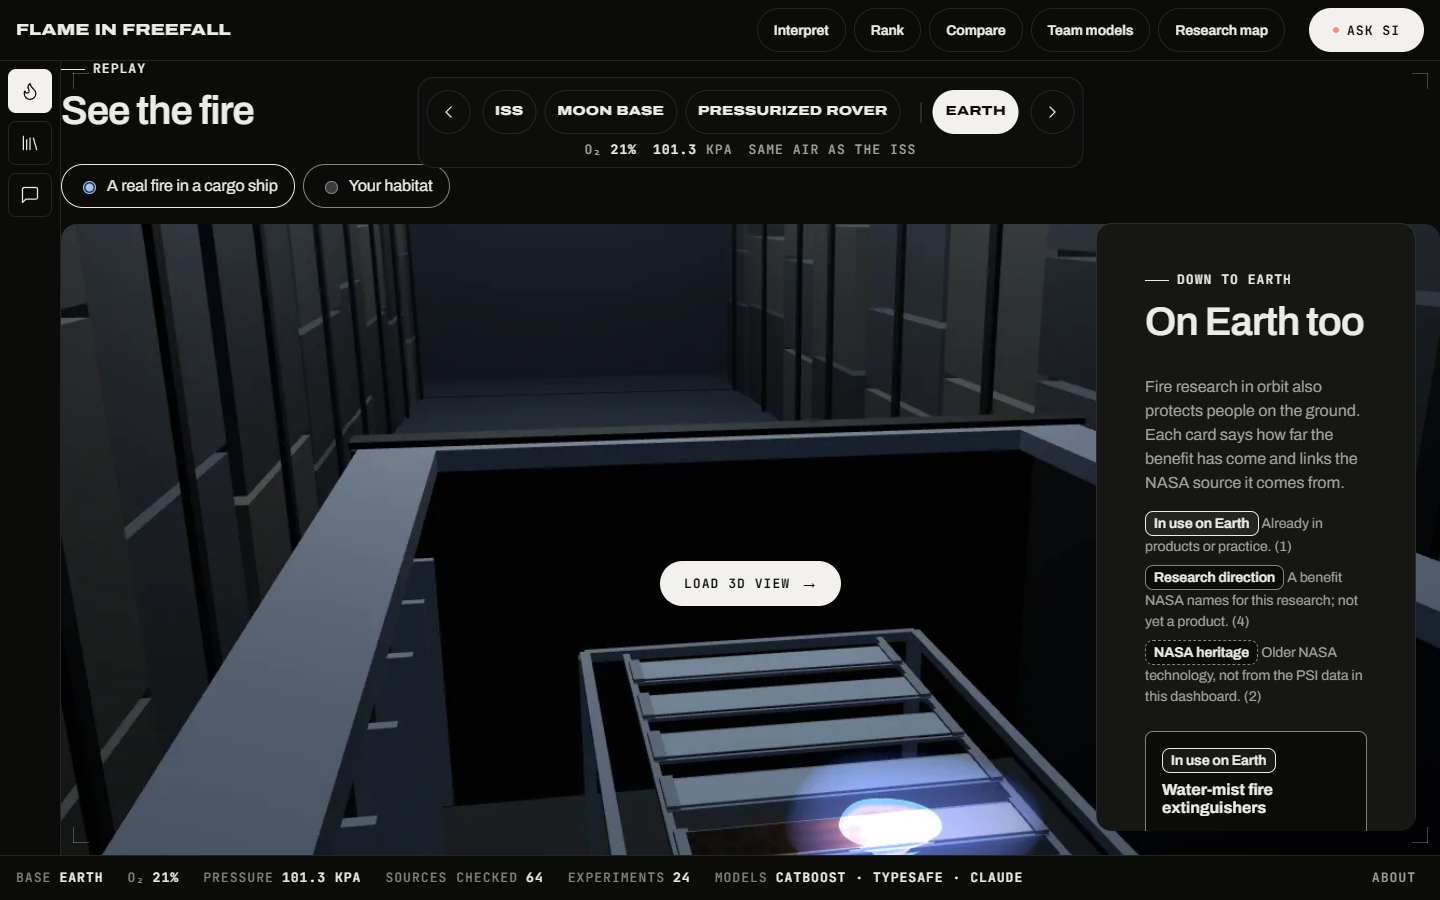 FLAME IN FREEFALL
Interpret
Rank
Compare
Team models
Research map
ASK SI
REPLAY
See the fire
ISS
MOON BASE
PRESSURIZED ROVER
EARTH
O₂ 21% 101.3 KPA SAME AIR AS THE ISS
A real fire in a cargo ship
Your habitat
LOAD 3D VIEW →
DOWN TO EARTH
On Earth too
Fire research in orbit also
protects people on the ground.
Each card says how far the
benefit has come and links the
NASA source it comes from.
In use on Earth Already in
products or practice. (1)
Research direction A benefit
NASA names for this research; not
yet a product. (4)
NASA heritage Older NASA
technology, not from the PSI data in
this dashboard. (2)
In use on Earth
Water-mist fire
extinguishers
BASE EARTH
O₂ 21%
PRESSURE 101.3 KPA
SOURCES CHECKED 64
EXPERIMENTS 24
MODELS CATBOOST · TYPESAFE · CLAUDE
ABOUT